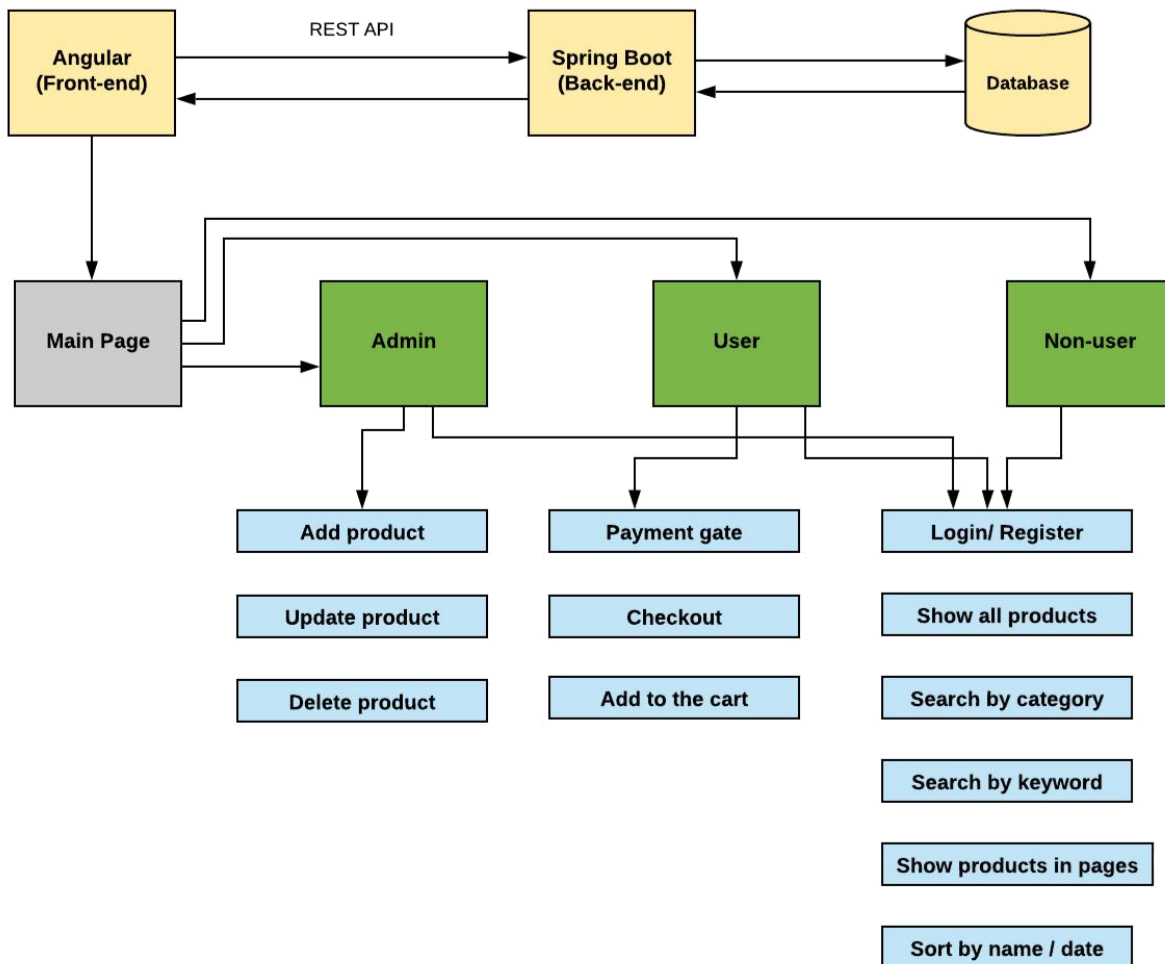 REST API
Angular
(Front-end)
Spring Boot
(Back-end)
Database
Main Page
Admin
User
Non-user
Add product
Payment gate
Login/ Register
Update product
Checkout
Show all products
Delete product
Add to the cart
Search by category
Search by keyword
Show products in pages
Sort by name / date